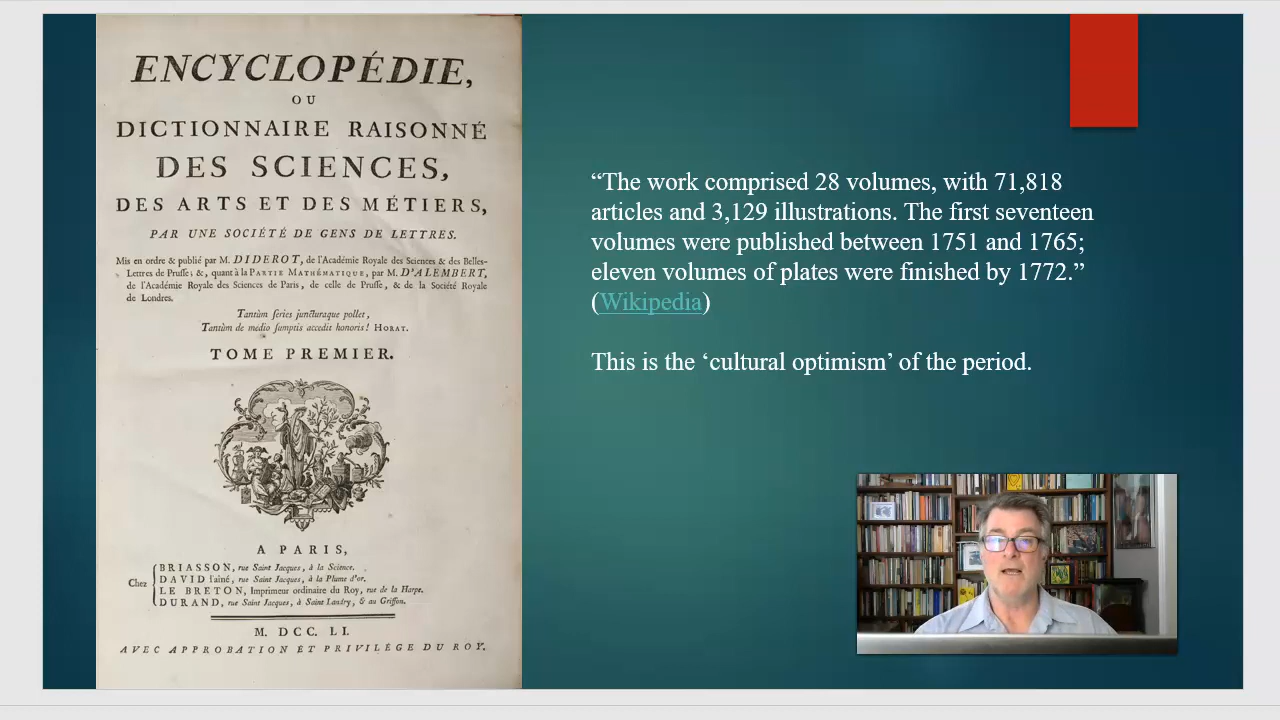 ENCYCLOPÉDIE,
OU
DICTIONNAIRE RAISONNÉ
DES SCIENCES,
DES ARTS ET DES MÉTIERS,
PAR UNE SOCIÉTÉ DE GENS DE LETTRES.
Mis en ordre & publié par M. DIDEROT, de l'Académie Royale des Sciences & des Belles-
Lettres de Prusse; &, quant à la PARTIE MATHÉMATIQUE, par M. D'ALEMBERT,
de l'Académie Royale des Sciences de Paris, de celle de Prusse, & de la Société Royale
de Londres.
Tantùm series juncturaque pollet,
Tantùm de medio sumptis accedit honoris! HORAT.
TOME PREMIER.
A PARIS,
Chez
BRIASSON, rue Saint Jacques, à la Science.
DAVID l'aîné, rue Saint Jacques, à la Plume d'or.
LE BRETON, Imprimeur ordinaire du Roy, rue de la Harpe.
DURAND, rue Saint Jacques, à Saint Landry, & au Griffon.
M. DCC. LI.
AVEC APPROBATION ET PRIVILÉGE DU ROY.
“The work comprised 28 volumes, with 71,818
articles and 3,129 illustrations. The first seventeen
volumes were published between 1751 and 1765;
eleven volumes of plates were finished by 1772.”
(Wikipedia)
This is the ‘cultural optimism’ of the period.